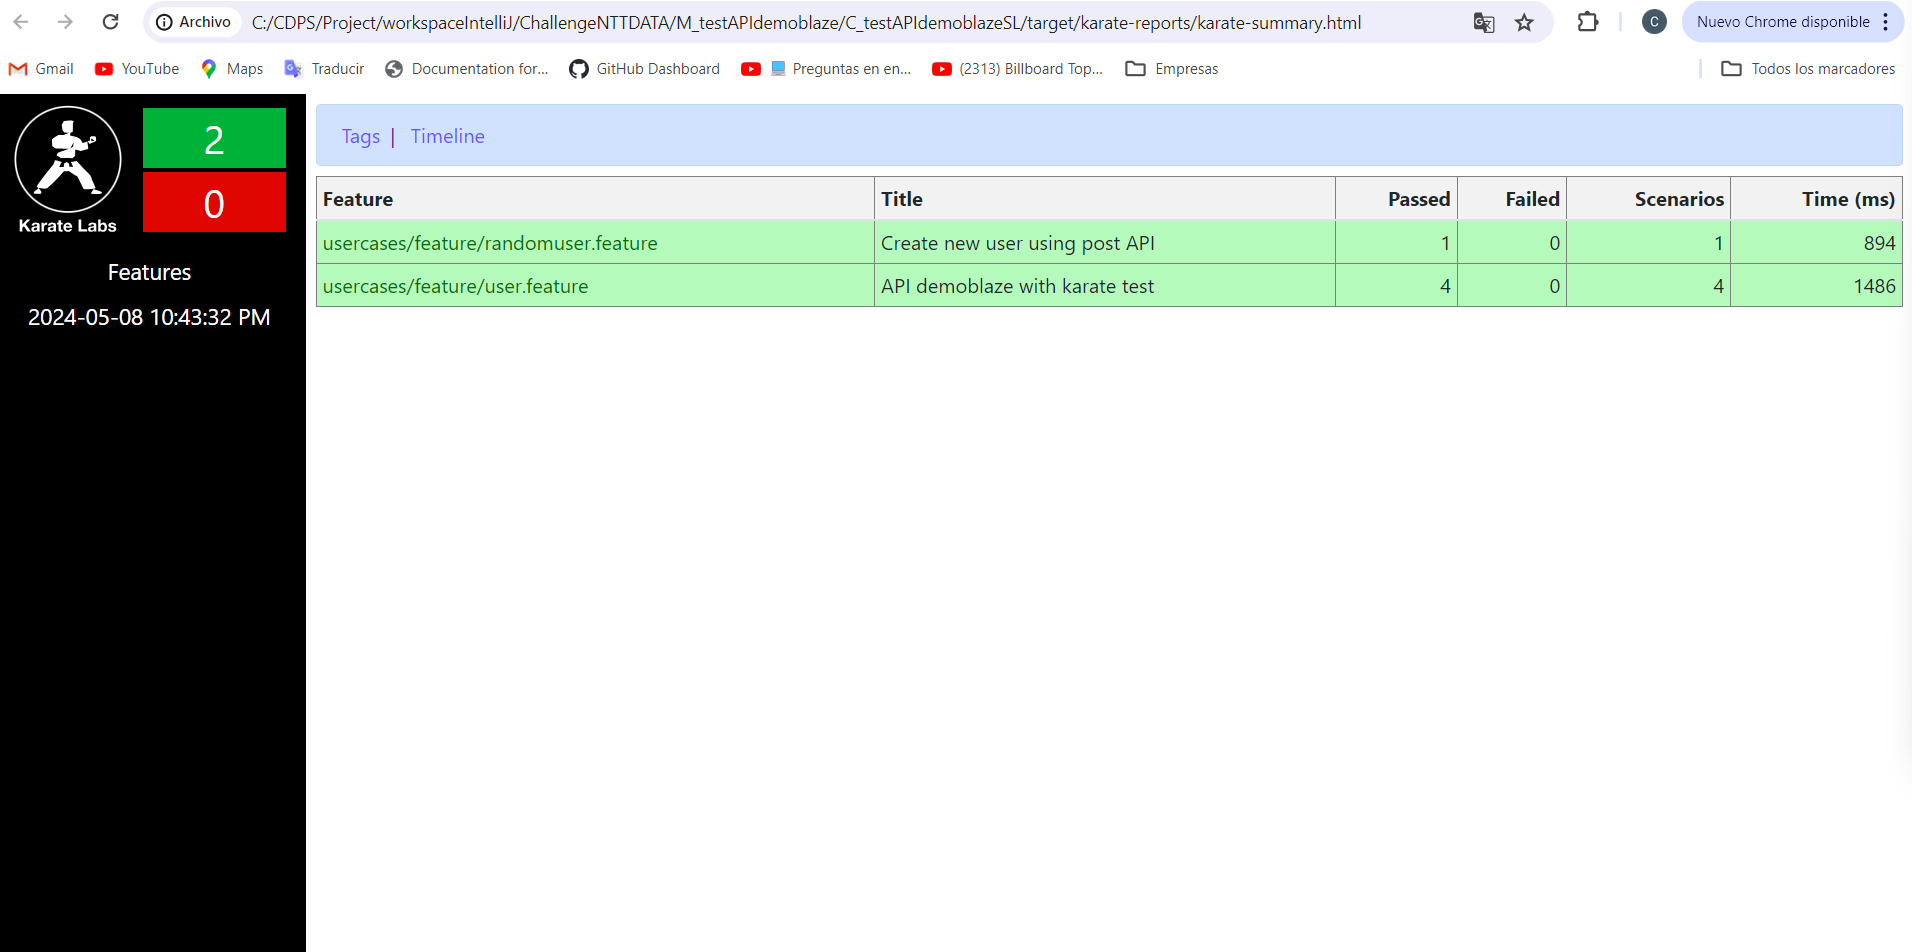 Archivo C:/CDPS/Project/workspaceIntelliJ/ChallengeNTTDATA/M_testAPIdemoblaze/C_testAPIdemoblazeSL/target/karate-reports/karate-summary.html C Nuevo Chrome disponible
Gmail YouTube Maps Traducir Documentation for... GitHub Dashboard Preguntas en en... (2313) Billboard Top... Empresas Todos los marcadores
Karate Labs
2
0
Features
2024-05-08 10:43:32 PM
Tags | Timeline
Feature Title Passed Failed Scenarios Time (ms)
usercases/feature/randomuser.feature Create new user using post API 1 0 1 894
usercases/feature/user.feature API demoblaze with karate test 4 0 4 1486